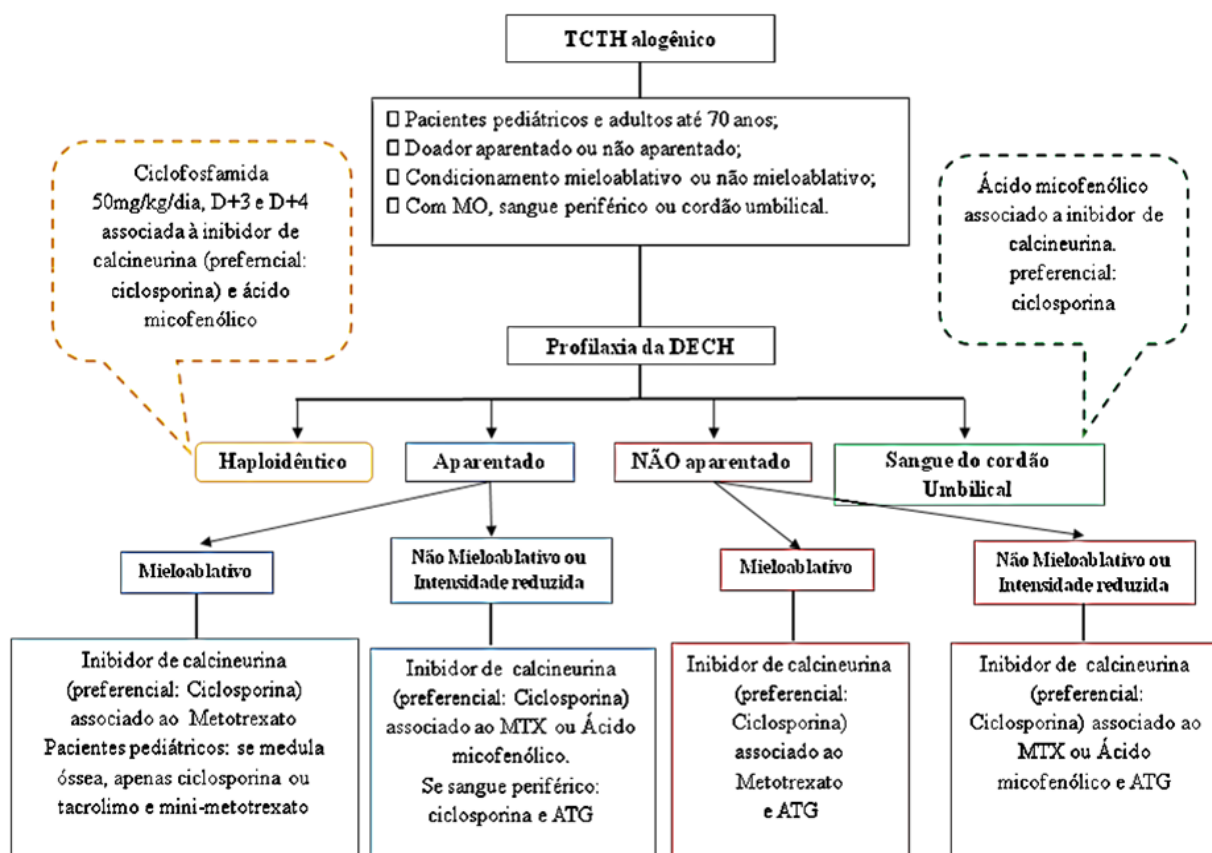 TCTH alogênico
☐ Pacientes pediátricos e adultos até 70 anos;
☐ Doador aparentado ou não aparentado;
☐ Condicionamento mieloablativo ou não mieloablativo;
☐ Com MO, sangue periférico ou cordão umbilical.
Ciclofosfamida
50mg/kg/dia, D+3 e D+4
associada à inibidor de
calcineurina (prefemcial:
ciclosporina) e ácido
micofenólico
Ácido micofenólico
associado a inibidor de
calcineurina.
preferencial:
ciclosporina
Profilaxia da DECH
Haploidêntico
Aparentado
NÃO aparentado
Sangue do cordão
Umbilical
Mieloablativo
Não Mieloablativo ou
Intensidade reduzida
Mieloablativo
Não Mieloablativo ou
Intensidade reduzida
Inibidor de calcineurina
(preferencial: Ciclosporina)
associado ao Metotrexato
Pacientes pediátricos: se medula
óssea, apenas ciclosporina ou
tacrolimo e mini-metotrexato
Inibidor de calcineurina
(preferencial: Ciclosporina)
associado ao MTX ou Ácido
micofenólico.
Se sangue periférico:
ciclosporina e ATG
Inibidor de calcineurina
(preferencial:
Ciclosporina)
associado ao
Metotrexato
e ATG
Inibidor de calcineurina
(preferencial:
Ciclosporina) associado ao
MTX ou Ácido
micofenólico e ATG